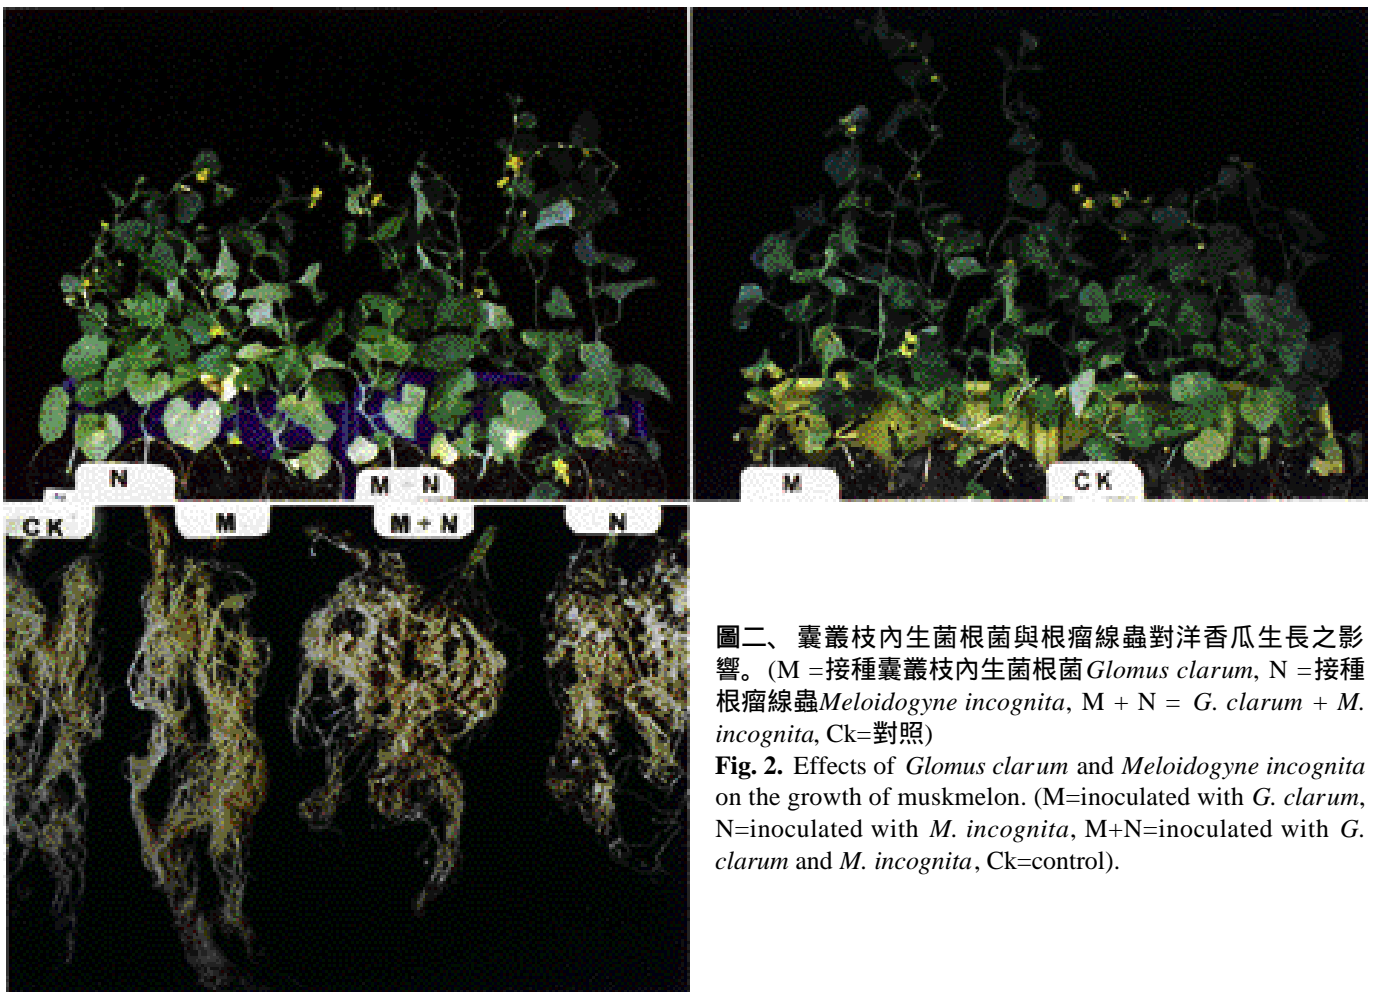 N
M + N
M
CK
CK
M
M + N
N
圖二、 囊叢枝內生菌根菌與根瘤線蟲對洋香瓜生長之影
響。(M =接種囊叢枝內生菌根菌Glomus clarum, N =接種
根瘤線蟲Meloidogyne incognita, M + N = G. clarum + M.
incognita, Ck=對照)
Fig. 2. Effects of Glomus clarum and Meloidogyne incognita
on the growth of muskmelon. (M=inoculated with G. clarum,
N=inoculated with M. incognita, M+N=inoculated with G.
clarum and M. incognita, Ck=control).